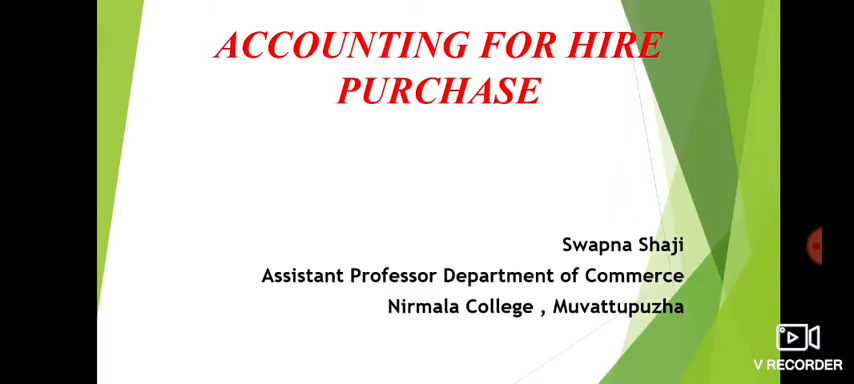 ACCOUNTING FOR HIRE
PURCHASE
Swapna Shaji
Assistant Professor Department of Commerce
Nirmala College , Muvattupuzha
V RECORDER